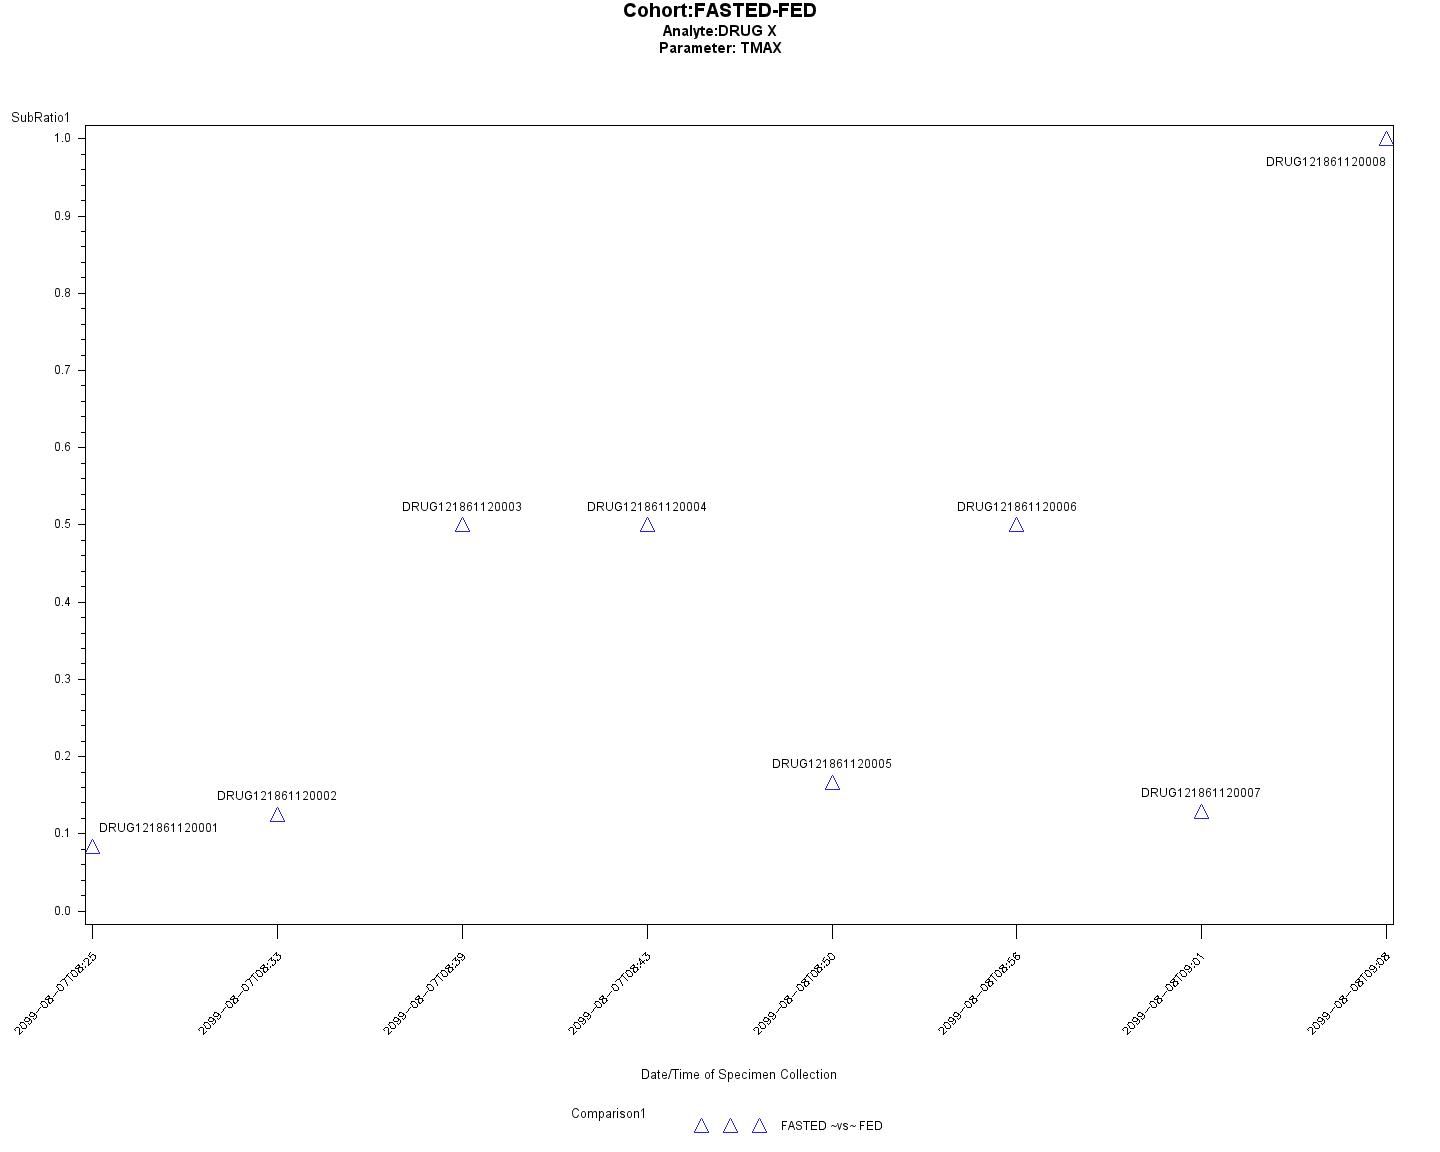 Cohort:FASTED-FED
Analyte:DRUG X
Parameter: TMAX
SubRatio1
1.0
DRUG121861120008
0.9
0.8
0.7
0.6
DRUG121861120003 DRUG121861120004 DRUG121861120006
0.5
0.4
0.3
0.2
DRUG121861120005
DRUG121861120002 DRUG121861120007
DRUG121861120001
0.1
0.0
2099-08-07T08:25
2099-08-07T08:33
2099-08-07T08:39
2099-08-07T08:43
2099-08-08T08:50
2099-08-08T08:56
2099-08-08T09:01
2099-08-08T09:08
Date/Time of Specimen Collection
Comparison1
FASTED ~vs~ FED